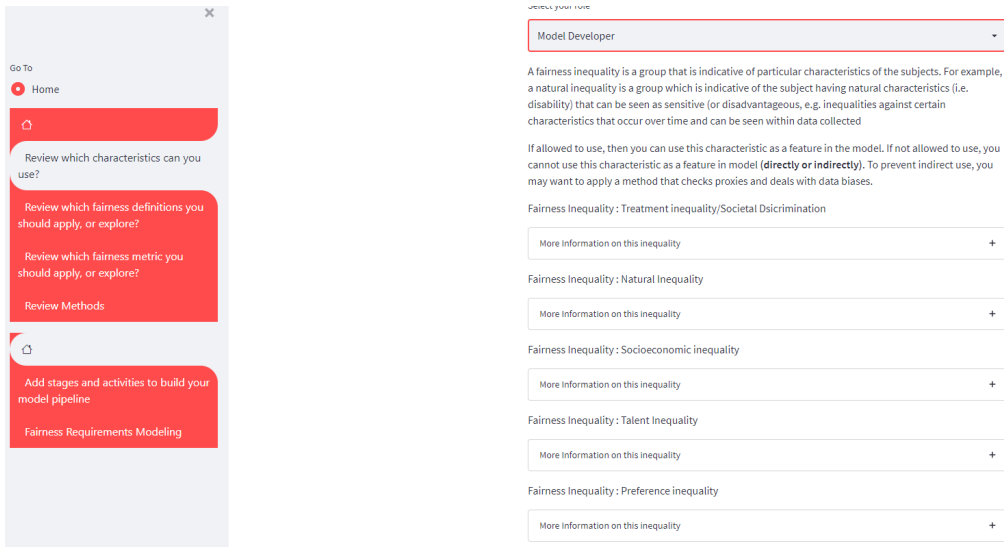 Go To
Home
Review which characteristics can you
use?
Review which fairness definitions you
should apply, or explore?
Review which fairness metric you
should apply, or explore?
Review Methods
Add stages and activities to build your
model pipeline
Fairness Requirements Modeling
Select your role
Model Developer
A fairness inequality is a group that is indicative of particular characteristics of the subjects. For example,
a natural inequality is a group which is indicative of the subject having natural characteristics (i.e.
disability) that can be seen as sensitive (or disadvantageous, e.g. inequalities against certain
characteristics that occur over time and can be seen within data collected
If allowed to use, then you can use this characteristic as a feature in the model. If not allowed to use, you
cannot use this characteristic as a feature in model (directly or indirectly). To prevent indirect use, you
may want to apply a method that checks proxies and deals with data biases.
Fairness Inequality : Treatment inequality/Societal Dsicrimination
More Information on this inequality
Fairness Inequality : Natural Inequality
More Information on this inequality
Fairness Inequality : Socioeconomic inequality
More Information on this inequality
Fairness Inequality : Talent Inequality
More Information on this inequality
Fairness Inequality : Preference inequality
More Information on this inequality